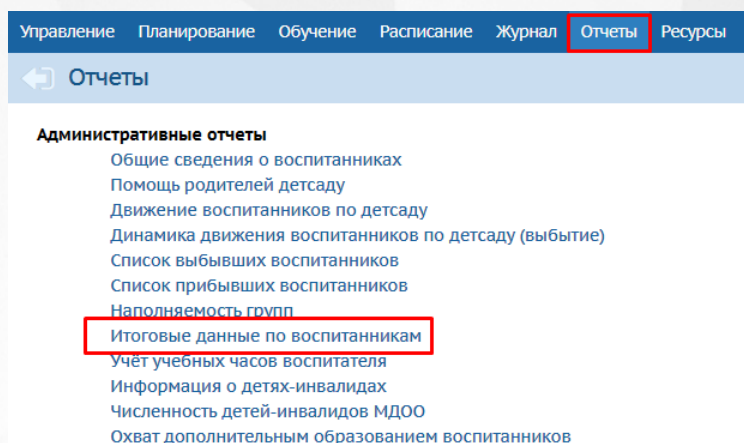 Управление Планирование Обучение Расписание Журнал Отчеты Ресурсы
Отчеты
Административные отчеты
Общие сведения о воспитанниках
Помощь родителей детсаду
Движение воспитанников по детсаду
Динамика движения воспитанников по детсаду (выбытие)
Список выбывших воспитанников
Список прибывших воспитанников
Наполняемость групп
Итоговые данные по воспитанникам
Учёт учебных часов воспитателя
Информация о детях-инвалидах
Численность детей-инвалидов МДОО
Охват дополнительным образованием воспитанников